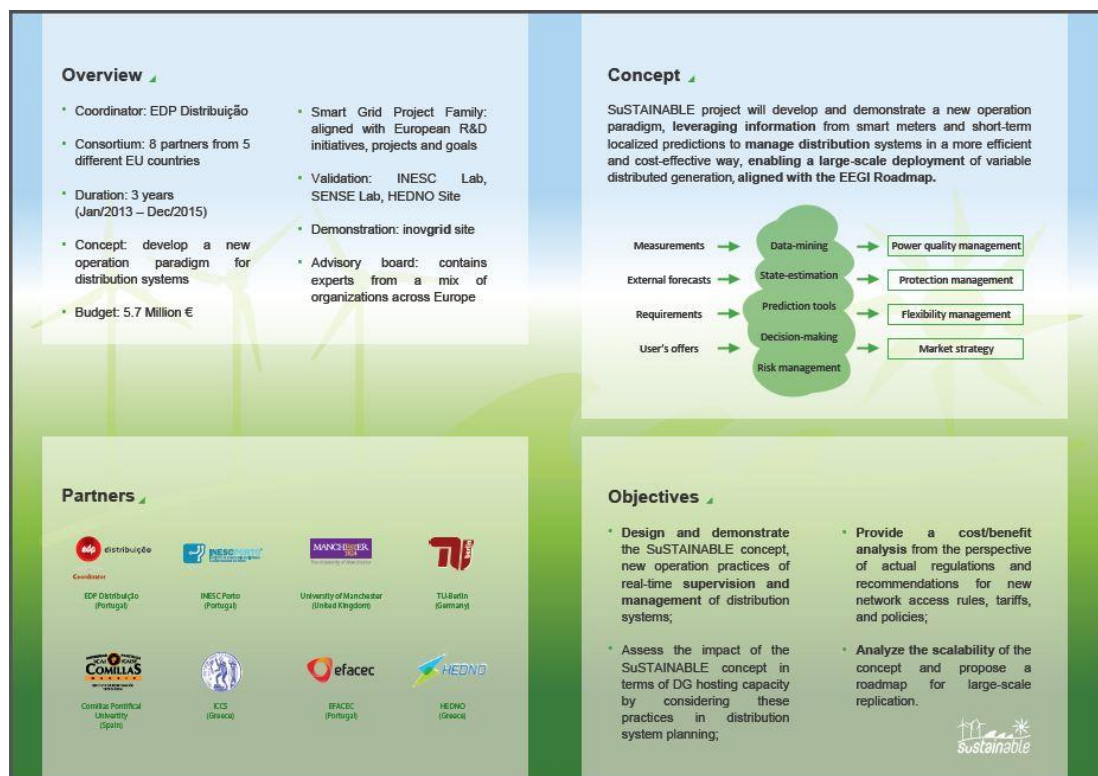 Overview
• Coordinator: EDP Distribuição
• Consortium: 8 partners from 5
different EU countries
• Duration: 3 years
(Jan/2013 – Dec/2015)
• Concept: develop a new
operation paradigm for
distribution systems
• Budget: 5.7 Million €
• Smart Grid Project Family:
aligned with European R&D
initiatives, projects and goals
• Validation: INESC Lab,
SENSE Lab, HEDNO Site
• Demonstration: inovgrid site
• Advisory board: contains
experts from a mix of
organizations across Europe
Concept
SuSTAINABLE project will develop and demonstrate a new operation
paradigm, leveraging information from smart meters and short-term
localized predictions to manage distribution systems in a more efficient
and cost-effective way, enabling a large-scale deployment of variable
distributed generation, aligned with the EEGI Roadmap.
Measurements
External forecasts
Requirements
User's offers
Data-mining
State-estimation
Prediction tools
Decision-making
Risk management
Power quality management
Protection management
Flexibility management
Market strategy
Partners
edp distribuição
Coordinator
EDP Distribuição
(Portugal)
INESCPORTO
INESC Porto
(Portugal)
MANCHESTER
1824
The University of Manchester
University of Manchester
(United Kingdom)
berlin
TU-Berlin
(Germany)
COMILLAS
Comillas Pontifical
Univertity
(Spain)
ICCS
(Greece)
efacec
EFACEC
(Portugal)
HEDNO
HEDNO
(Greece)
Objectives
• Design and demonstrate
the SuSTAINABLE concept,
new operation practices of
real-time supervision and
management of distribution
systems;
• Assess the impact of the
SuSTAINABLE concept in
terms of DG hosting capacity
by considering these
practices in distribution
system planning;
• Provide a cost/benefit
analysis from the perspective
of actual regulations and
recommendations for new
network access rules, tariffs,
and policies;
• Analyze the scalability of the
concept and propose a
roadmap for large-scale
replication.
sustainable